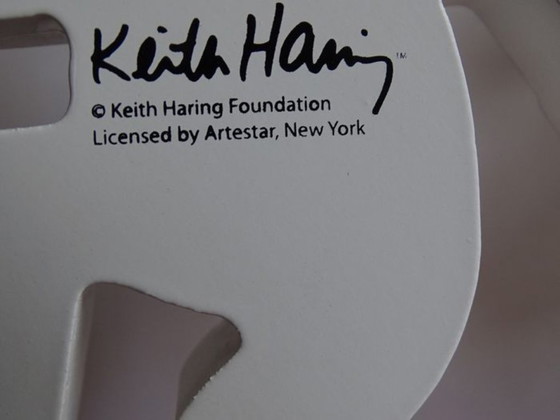 Keith Haring™
© Keith Haring Foundation
Licensed by Artestar, New York